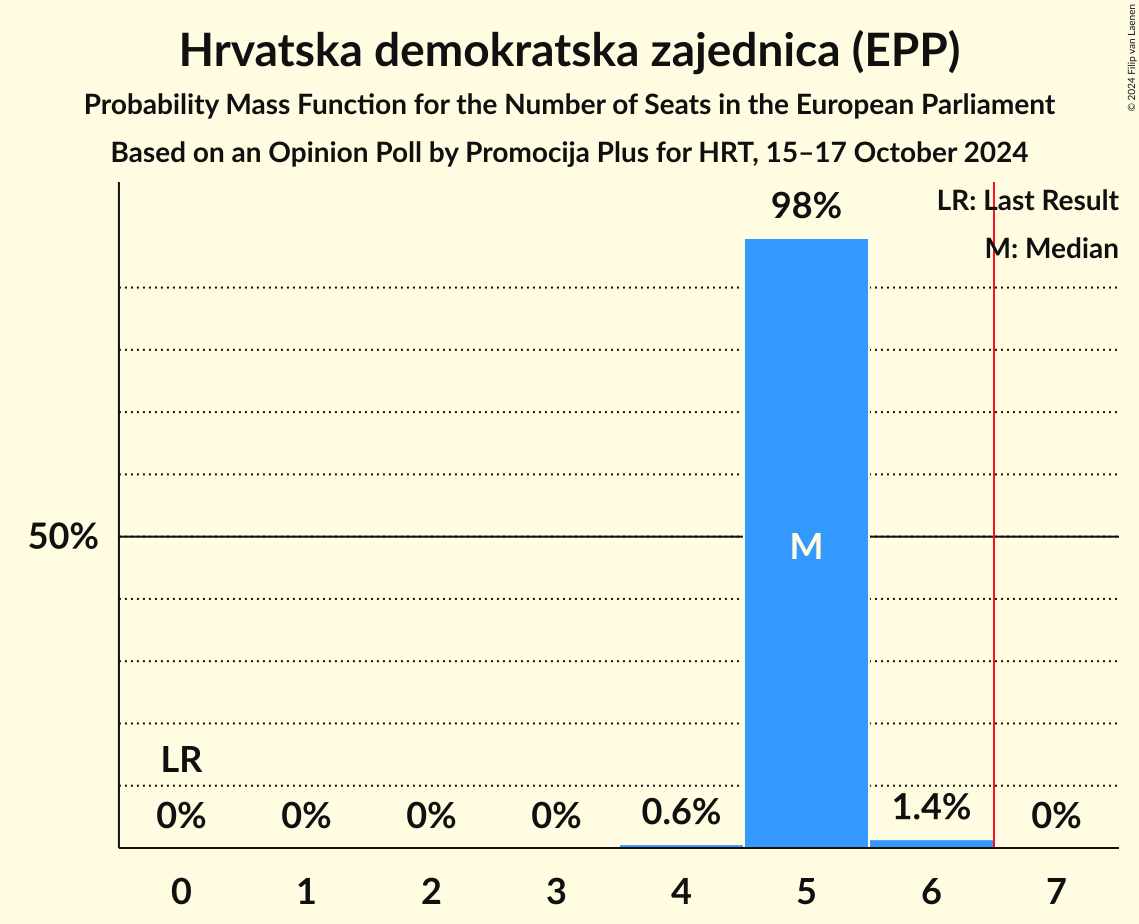 Hrvatska demokratska zajednica (EPP)
Probability Mass Function for the Number of Seats in the European Parliament
Based on an Opinion Poll by Promocija Plus for HRT, 15–17 October 2024
© 2024 Filip van Laenen
98%
LR: Last Result
M: Median
50%
M
LR
0% 0% 0% 0% 0.6% 1.4% 0%
0 1 2 3 4 5 6 7